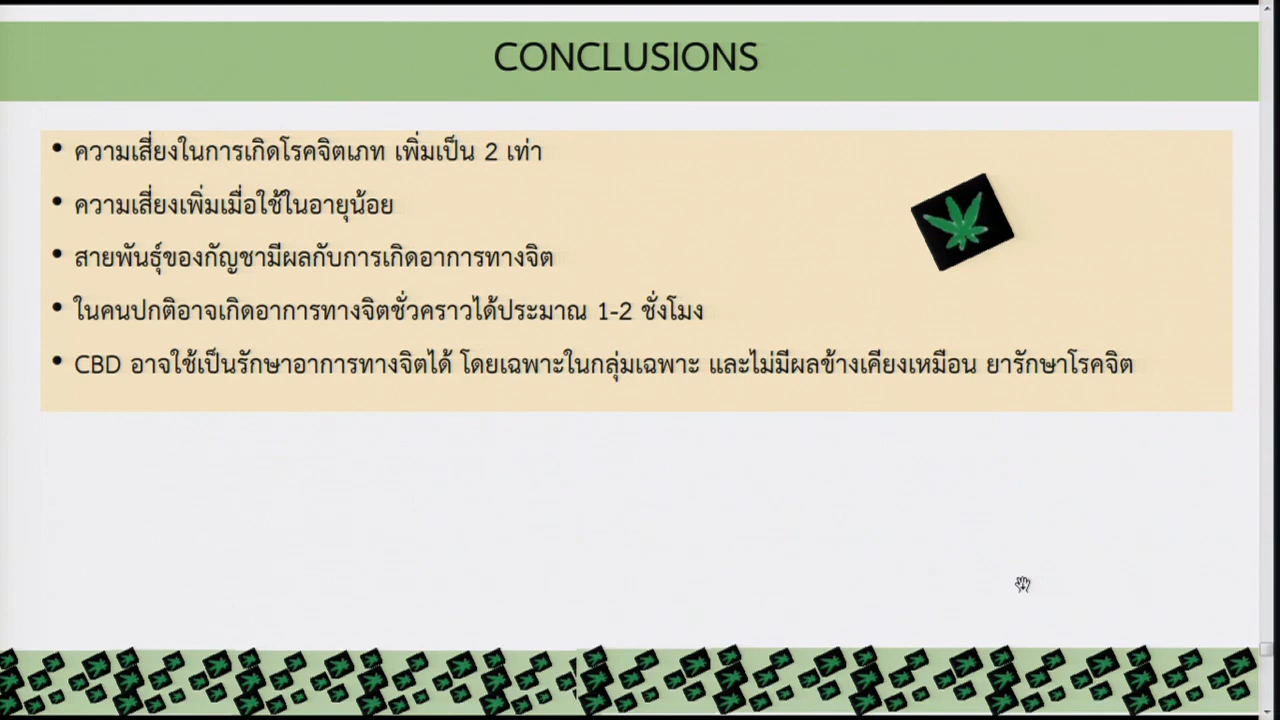 CONCLUSIONS
• ความเสี่ยงในการเกิดโรคจิตเภท เพิ่มเป็น 2 เท่า
• ความเสี่ยงเพิ่มเมื่อใช้ในอายุน้อย
• สายพันธุ์ของกัญชามีผลกับการเกิดอาการทางจิต
• ในคนปกติอาจเกิดอาการทางจิตชั่วคราวได้ประมาณ 1-2 ชั่งโมง
• CBD อาจใช้เป็นรักษาอาการทางจิตได้ โดยเฉพาะในกลุ่มเฉพาะ และไม่มีผลข้างเคียงเหมือน ยารักษาโรคจิต